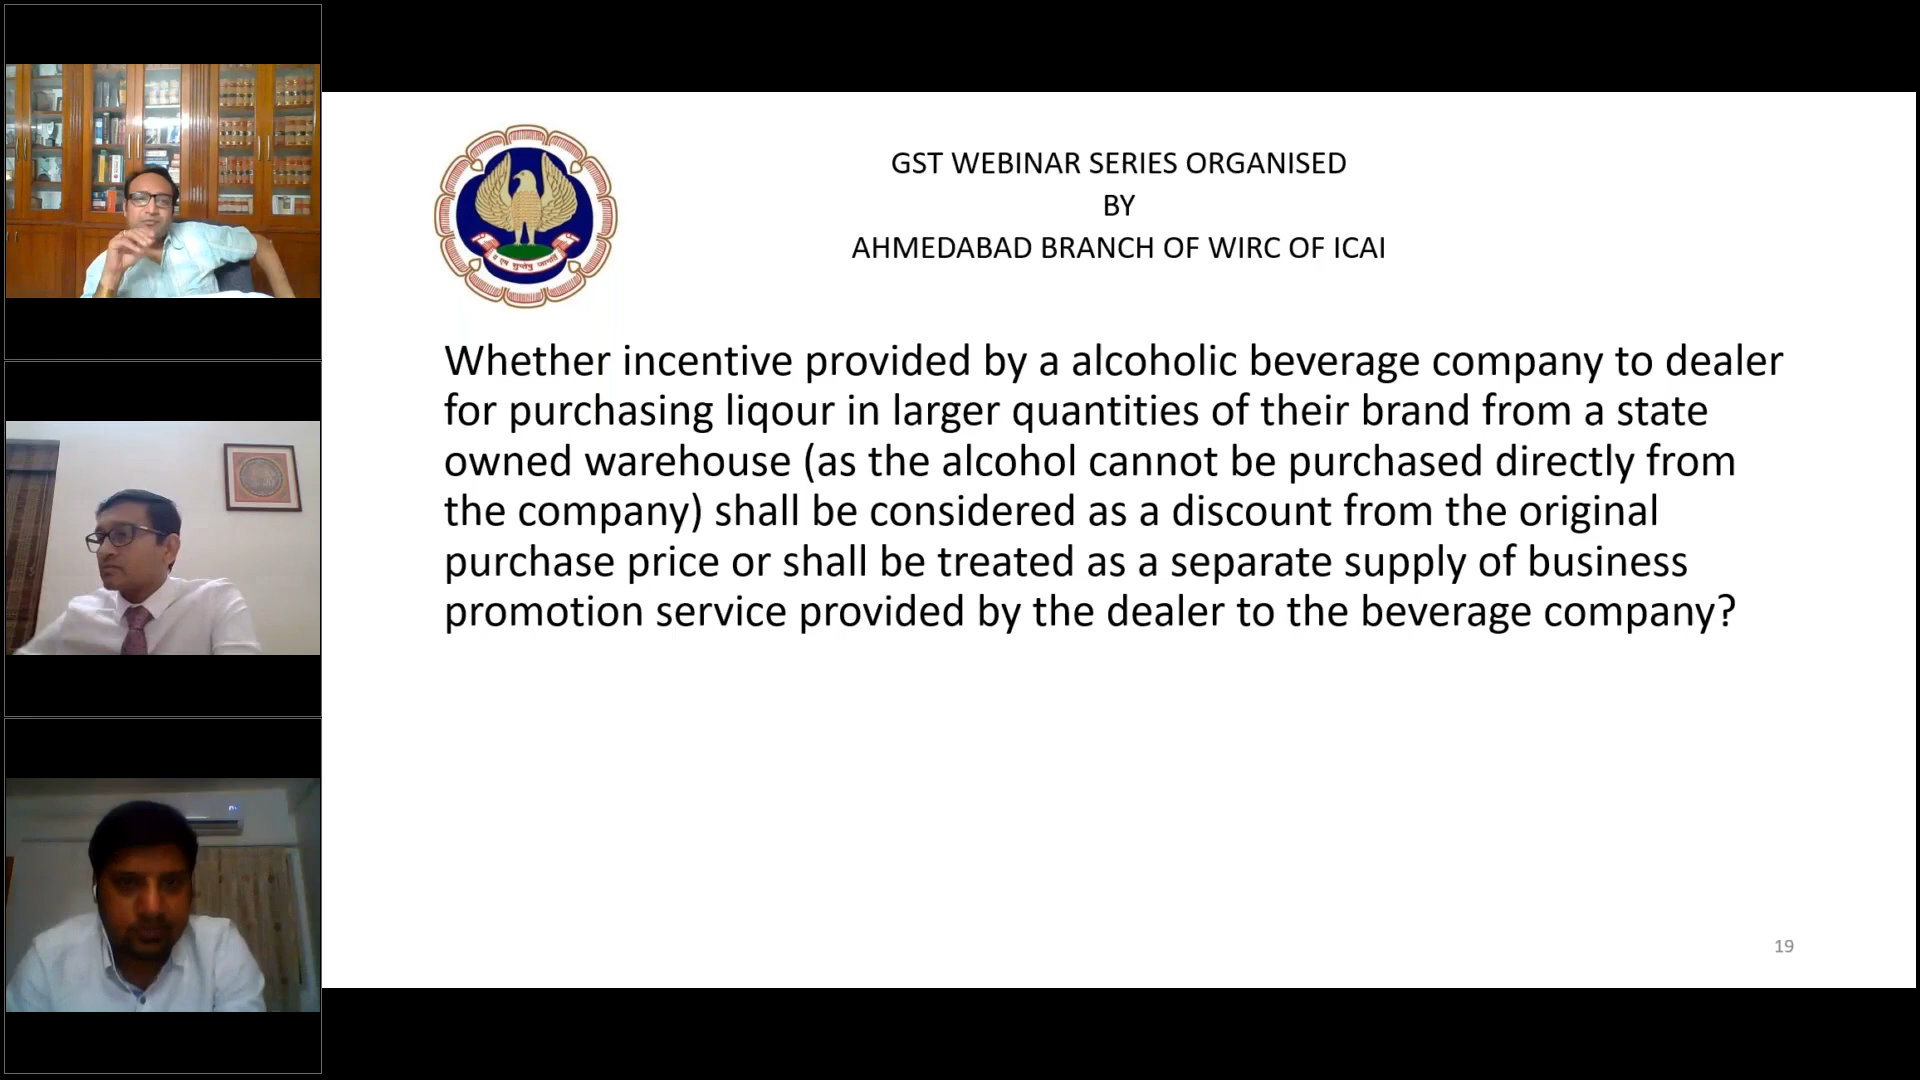 GST WEBINAR SERIES ORGANISED
BY
AHMEDABAD BRANCH OF WIRC OF ICAI
य एष सुप्तेषु जागर्ति
Whether incentive provided by a alcoholic beverage company to dealer
for purchasing liqour in larger quantities of their brand from a state
owned warehouse (as the alcohol cannot be purchased directly from
the company) shall be considered as a discount from the original
purchase price or shall be treated as a separate supply of business
promotion service provided by the dealer to the beverage company?
19